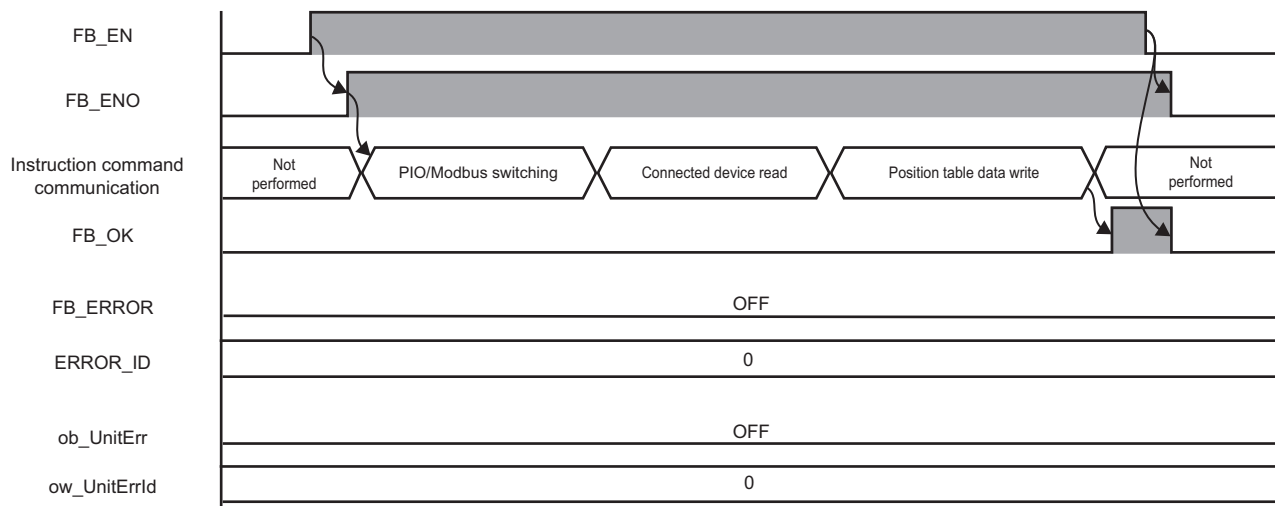 FB_EN
FB_ENO
Instruction command
communication
Not
performed
PIO/Modbus switching
Connected device read
Position table data write
Not
performed
FB_OK
FB_ERROR
OFF
ERROR_ID
0
ob_UnitErr
OFF
ow_UnitErrId
0